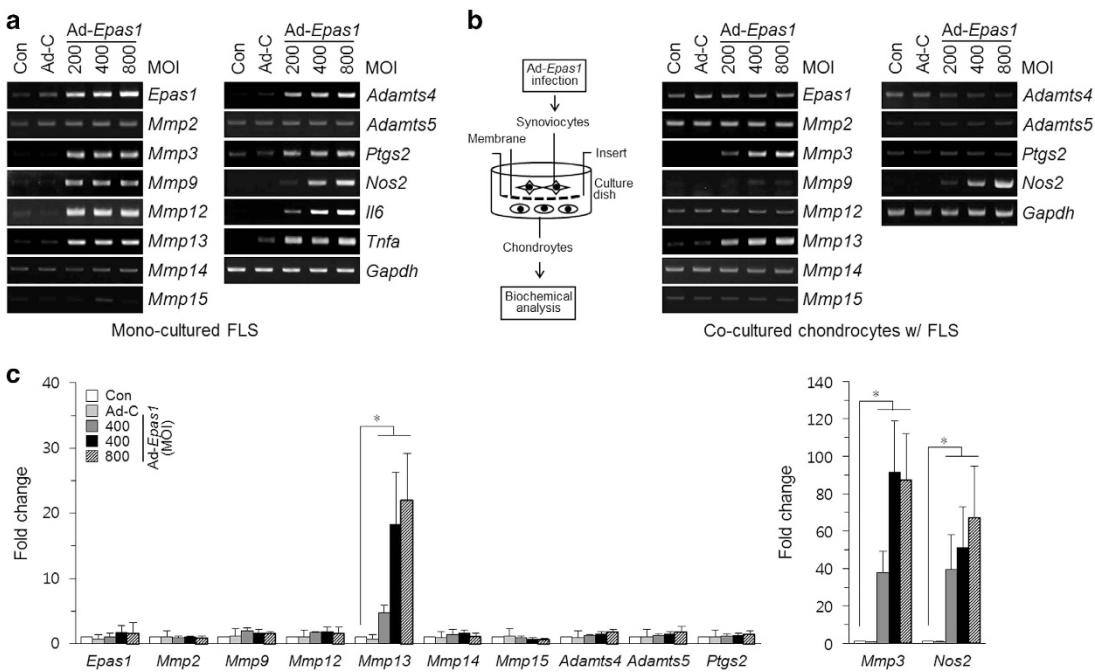 a
Ad-Epas1
Con
Ad-C
200
400
800
MOI
Epas1
Mmp2
Mmp3
Mmp9
Mmp12
Mmp13
Mmp14
Mmp15
Ad-Epas1
Con
Ad-C
200
400
800
MOI
Adamts4
Adamts5
Ptgs2
Nos2
Il6
Tnfa
Gapdh
Mono-cultured FLS
b
Ad-Epas1
infection
Synoviocytes
Membrane
Insert
Culture
dish
Chondrocytes
Biochemical
analysis
Ad-Epas1
Con
Ad-C
200
400
800
MOI
Epas1
Mmp2
Mmp3
Mmp9
Mmp12
Mmp13
Mmp14
Mmp15
Ad-Epas1
Con
Ad-C
200
400
800
MOI
Adamts4
Adamts5
Ptgs2
Nos2
Gapdh
Co-cultured chondrocytes w/ FLS
c
Fold change
40
30
20
10
0
Con
Ad-C
400
400
800
Ad-Epas1
(MOI)
*
Epas1 Mmp2 Mmp9 Mmp12 Mmp13 Mmp14 Mmp15 Adamts4 Adamts5 Ptgs2
Fold change
140
120
100
80
60
40
20
0
*
*
Mmp3 Nos2